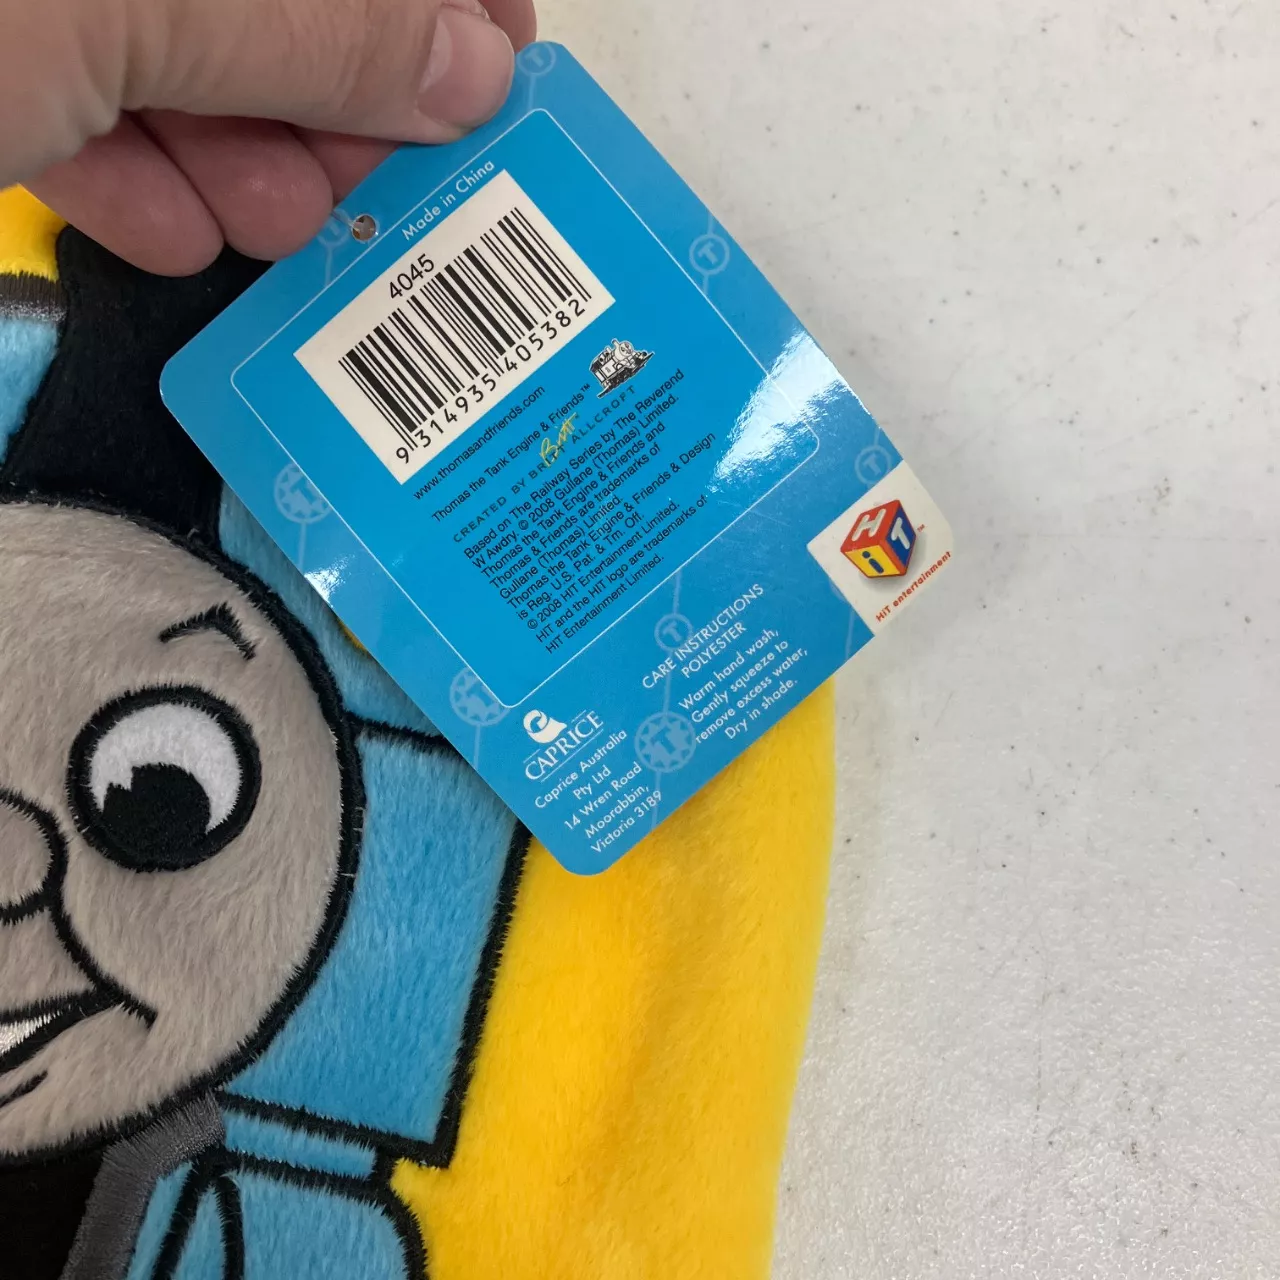 Made in China
4045
9 314935 405382
www.thomasandfriends.com
Thomas the Tank Engine & Friends™
CREATED BY BRITT ALLCROFT
Based on The Railway Series by The Reverend
W Awdry. © 2008 Gullane (Thomas) Limited.
Thomas the Tank Engine & Friends and
Thomas & Friends are trademarks of
Gullane (Thomas) Limited.
Thomas the Tank Engine & Friends & Design
is Reg. U.S. Pat. & Tm. Off.
© 2008 HIT Entertainment Limited.
HIT and the HIT logo are trademarks of
HIT Entertainment Limited.
HiT
™
HiT entertainment
CARE INSTRUCTIONS
POLYESTER
Warm hand wash,
Gently squeeze to
remove excess water,
Dry in shade.
CAPRICE
Caprice Australia
Pty Ltd
14 Wren Road
Moorabbin,
Victoria 3189